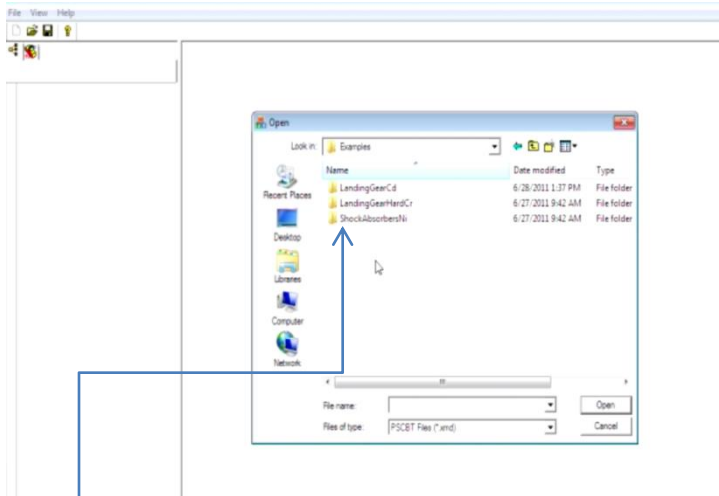 File View Help
Open
Look in: Examples
Name Date modified Type
LandingGearCd 6/28/2011 1:37 PM File folder
LandingGearHardCr 6/27/2011 9:42 AM File folder
ShockAbsorbersNi 6/27/2011 9:42 AM File folder
Recent Places
Desktop
Libraries
Computer
Network
File name: Open
Files of type: PSCBT Files (*.xmd) Cancel